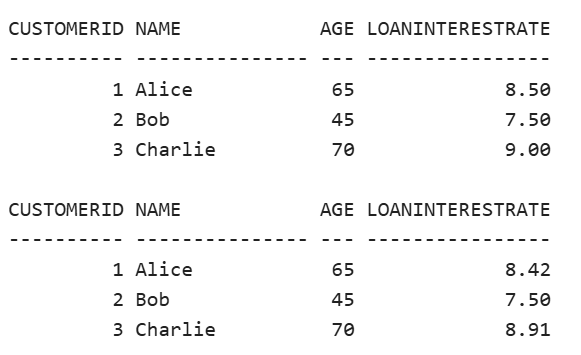 CUSTOMERID NAME            AGE LOANINTERESTRATE
---------- --------------- --- ----------------
         1 Alice            65             8.50
         2 Bob              45             7.50
         3 Charlie          70             9.00

CUSTOMERID NAME            AGE LOANINTERESTRATE
---------- --------------- --- ----------------
         1 Alice            65             8.42
         2 Bob              45             7.50
         3 Charlie          70             8.91